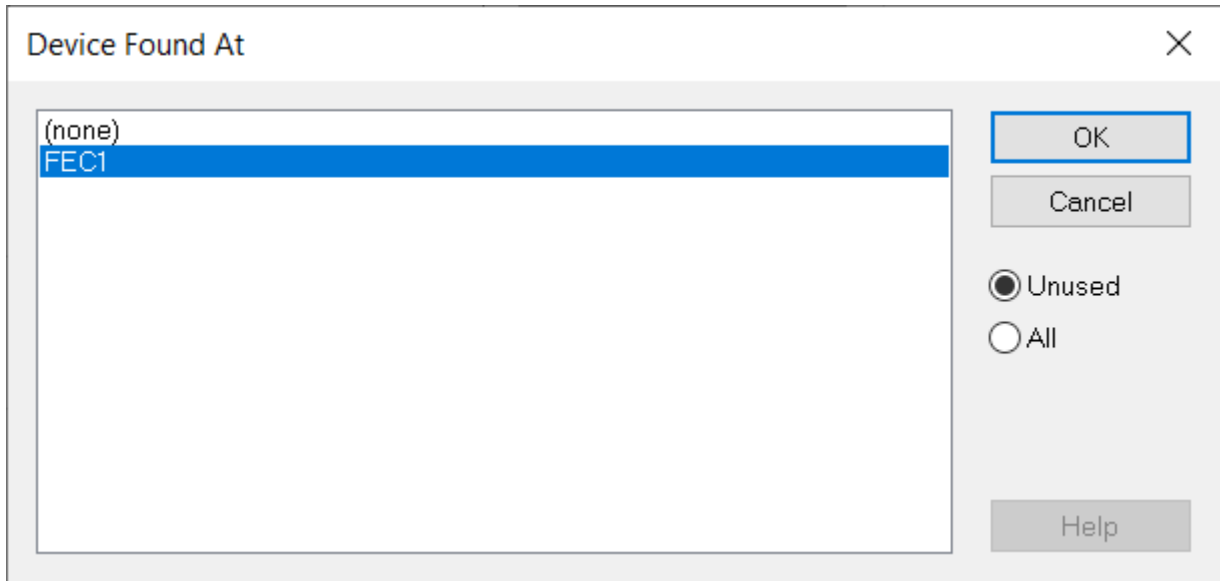 Device Found At
(none)
FEC1
OK
Cancel
Unused
All
Help